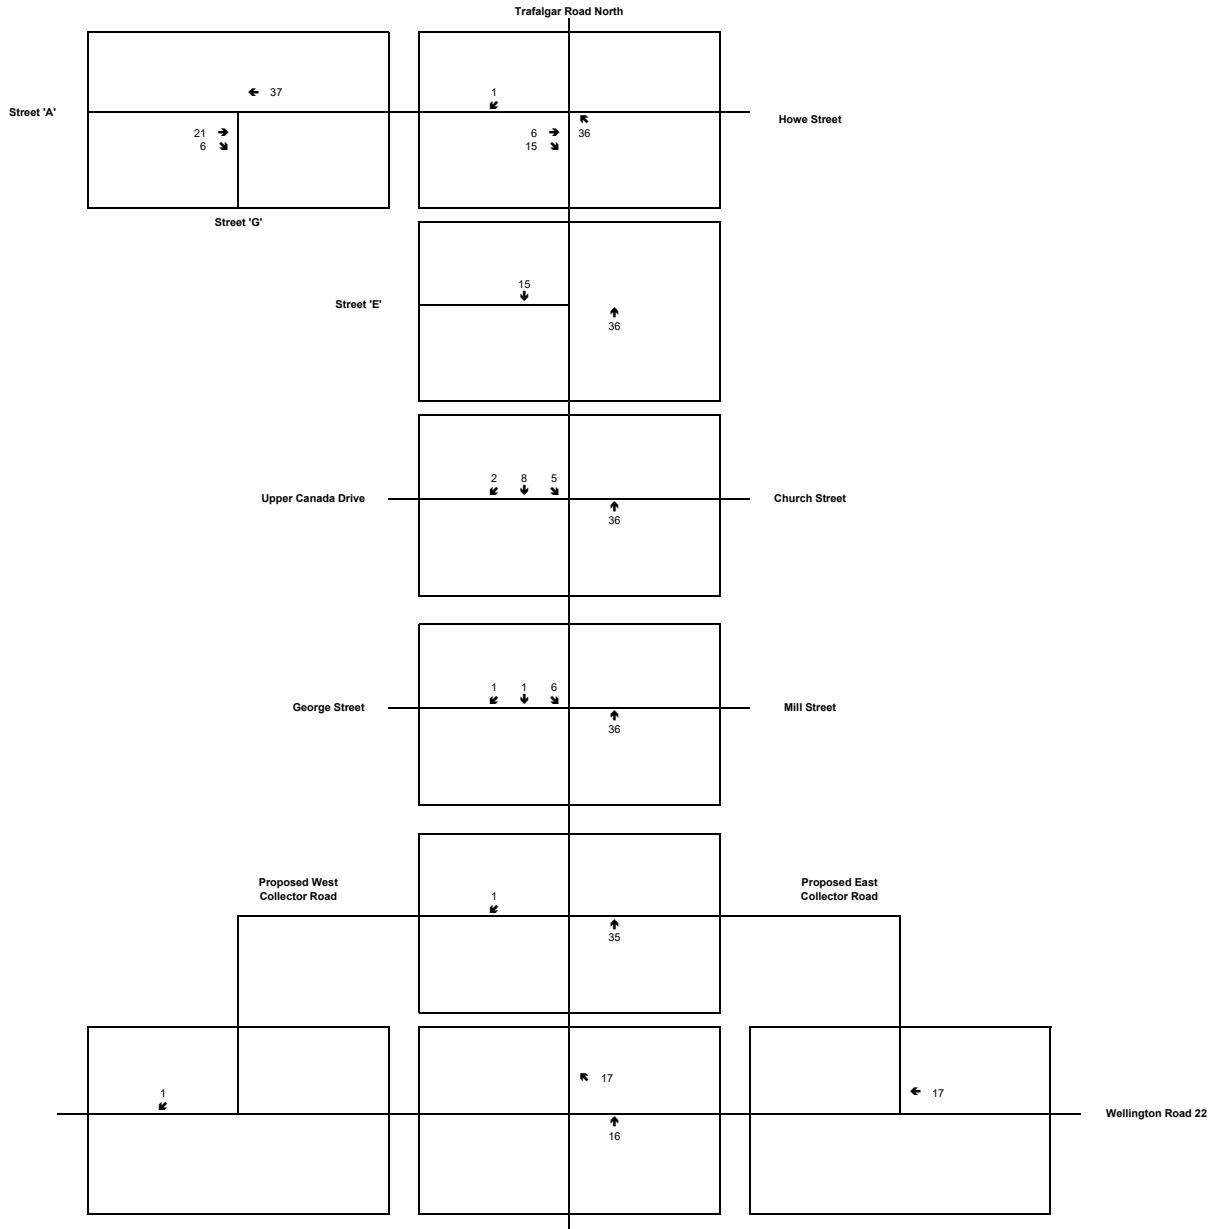 Trafalgar Road North
Street 'A'
37
21
6
Street 'G'
1
6
15
36
Howe Street
Street 'E'
15
36
Upper Canada Drive
2 8 5
36
Church Street
George Street
1 1 6
36
Mill Street
Proposed West
Collector Road
1
35
Proposed East
Collector Road
1
17
16
17
Wellington Road 22